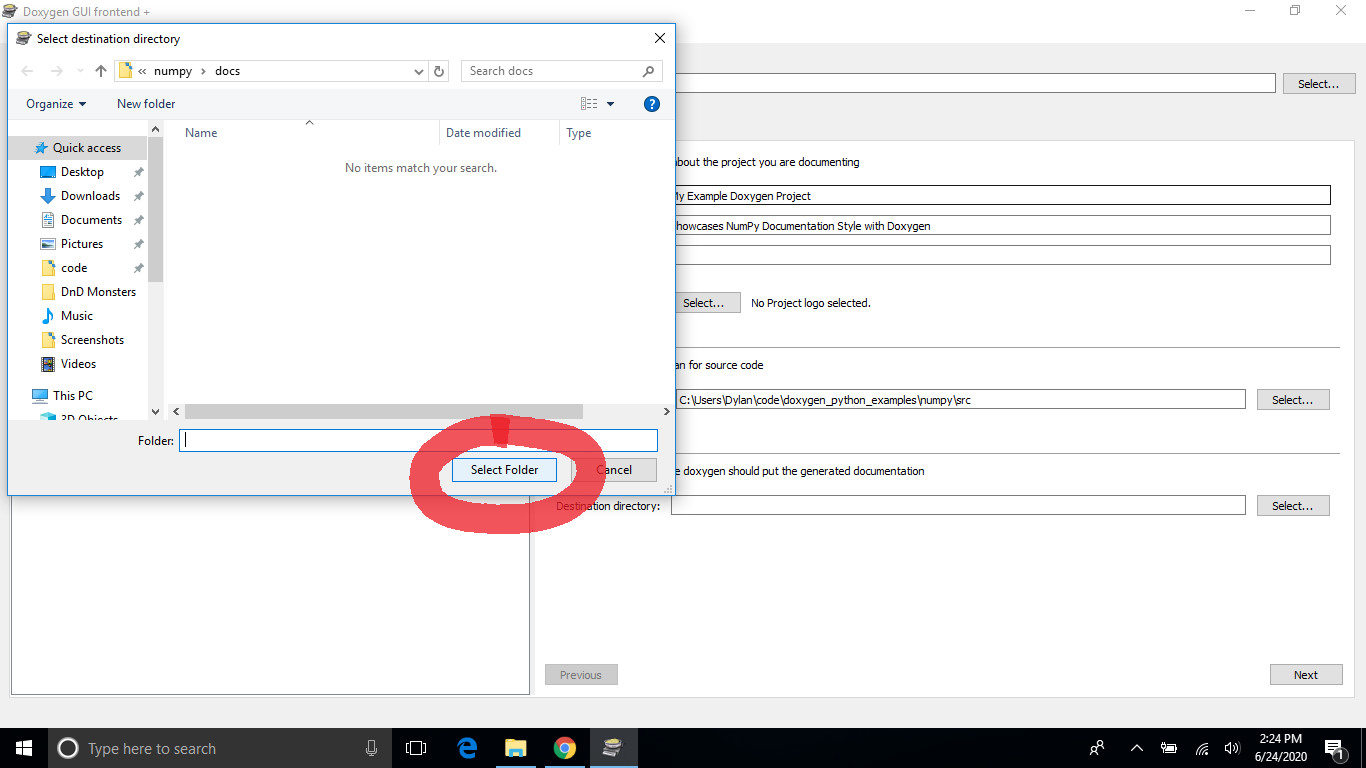 Doxygen GUI frontend +
Select destination directory
« numpy › docs
Search docs
Select...
Organize
New folder
?
Name
Date modified
Type
No items match your search.
Quick access
Desktop
Downloads
Documents
Pictures
code
DnD Monsters
Music
Screenshots
Videos
This PC
3D Objects
Folder:
Select Folder
Cancel
about the project you are documenting
My Example Doxygen Project
howcases NumPy Documentation Style with Doxygen
Select...
No Project logo selected.
an for source code
C:\Users\Dylan\code\doxygen_python_examples\numpy\src
Select...
e doxygen should put the generated documentation
Destination directory:
Select...
Previous
Next
Type here to search
2:24 PM
6/24/2020
1